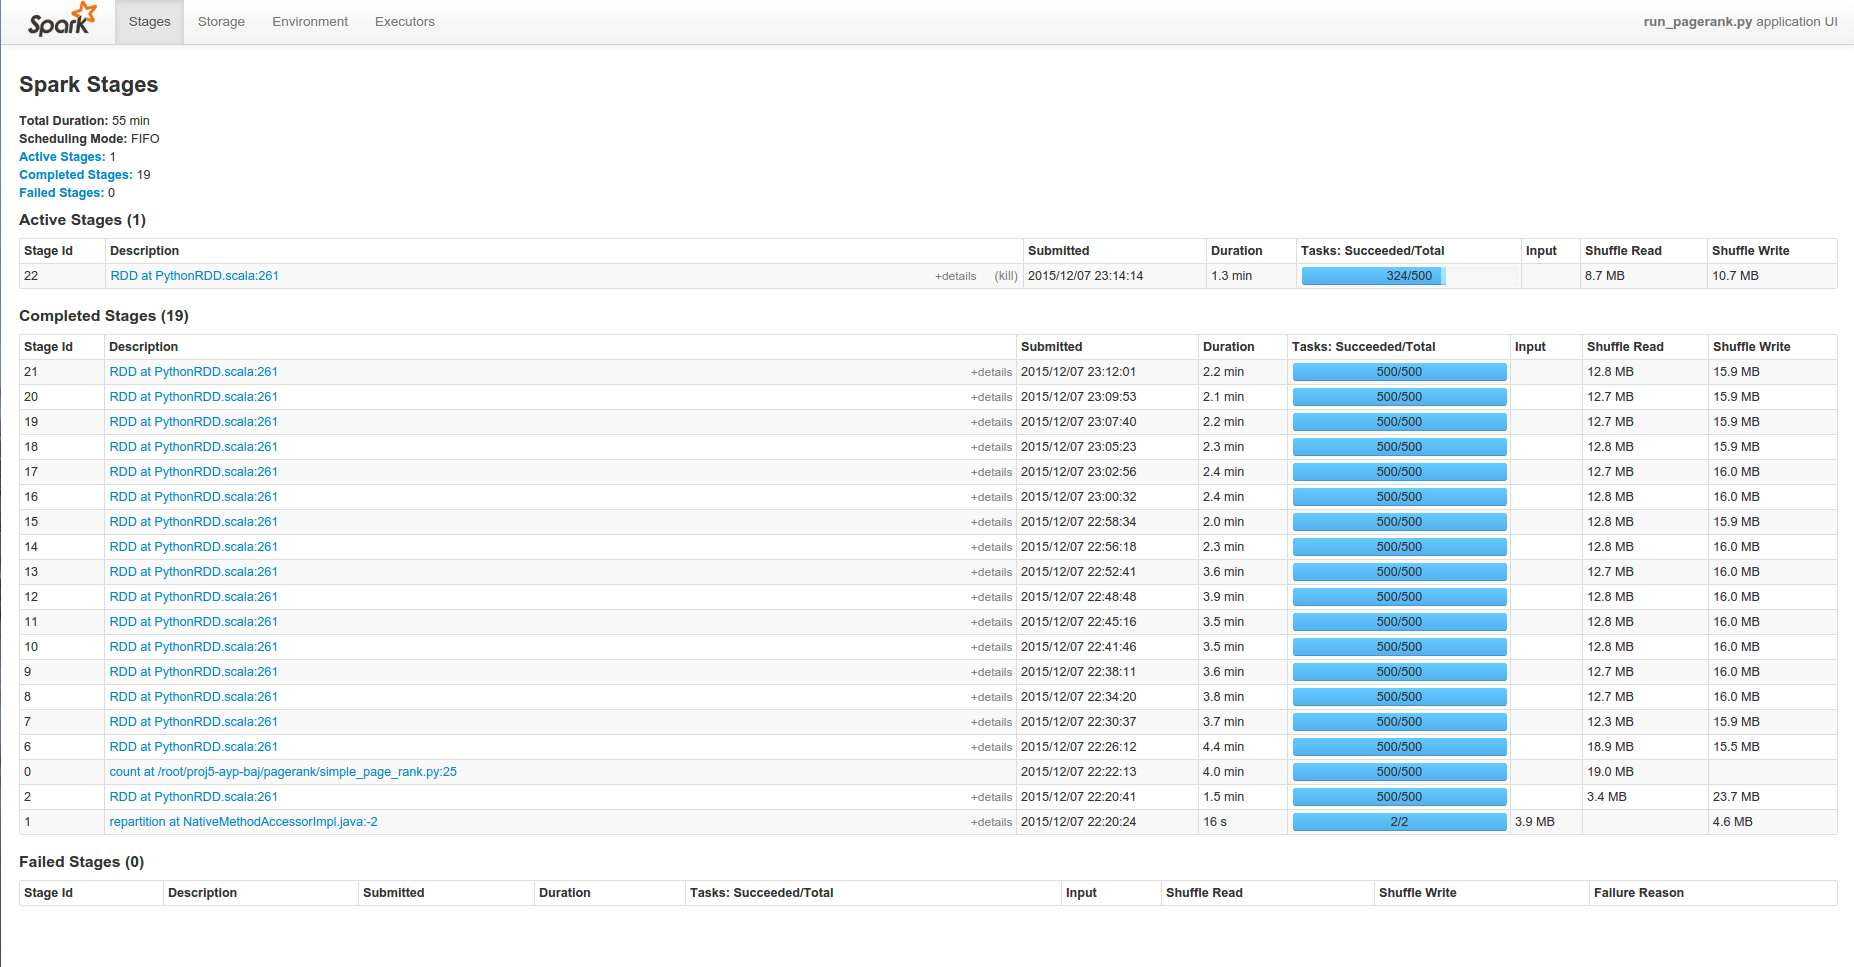 Spark Stages Storage Environment Executors run_pagerank.py application UI
Spark Stages
Total Duration: 55 min
Scheduling Mode: FIFO
Active Stages: 1
Completed Stages: 19
Failed Stages: 0
Active Stages (1)
Stage Id Description Submitted Duration Tasks: Succeeded/Total Input Shuffle Read Shuffle Write
22 RDD at PythonRDD.scala:261 +details (kill) 2015/12/07 23:14:14 1.3 min 324/500 8.7 MB 10.7 MB
Completed Stages (19)
Stage Id Description Submitted Duration Tasks: Succeeded/Total Input Shuffle Read Shuffle Write
21 RDD at PythonRDD.scala:261 +details 2015/12/07 23:12:01 2.2 min 500/500 12.8 MB 15.9 MB
20 RDD at PythonRDD.scala:261 +details 2015/12/07 23:09:53 2.1 min 500/500 12.7 MB 15.9 MB
19 RDD at PythonRDD.scala:261 +details 2015/12/07 23:07:40 2.2 min 500/500 12.7 MB 15.9 MB
18 RDD at PythonRDD.scala:261 +details 2015/12/07 23:05:23 2.3 min 500/500 12.8 MB 15.9 MB
17 RDD at PythonRDD.scala:261 +details 2015/12/07 23:02:56 2.4 min 500/500 12.7 MB 16.0 MB
16 RDD at PythonRDD.scala:261 +details 2015/12/07 23:00:32 2.4 min 500/500 12.8 MB 16.0 MB
15 RDD at PythonRDD.scala:261 +details 2015/12/07 22:58:34 2.0 min 500/500 12.8 MB 15.9 MB
14 RDD at PythonRDD.scala:261 +details 2015/12/07 22:56:18 2.3 min 500/500 12.8 MB 16.0 MB
13 RDD at PythonRDD.scala:261 +details 2015/12/07 22:52:41 3.6 min 500/500 12.7 MB 16.0 MB
12 RDD at PythonRDD.scala:261 +details 2015/12/07 22:48:48 3.9 min 500/500 12.8 MB 16.0 MB
11 RDD at PythonRDD.scala:261 +details 2015/12/07 22:45:16 3.5 min 500/500 12.8 MB 16.0 MB
10 RDD at PythonRDD.scala:261 +details 2015/12/07 22:41:46 3.5 min 500/500 12.8 MB 16.0 MB
9 RDD at PythonRDD.scala:261 +details 2015/12/07 22:38:11 3.6 min 500/500 12.7 MB 16.0 MB
8 RDD at PythonRDD.scala:261 +details 2015/12/07 22:34:20 3.8 min 500/500 12.7 MB 16.0 MB
7 RDD at PythonRDD.scala:261 +details 2015/12/07 22:30:37 3.7 min 500/500 12.3 MB 15.9 MB
6 RDD at PythonRDD.scala:261 +details 2015/12/07 22:26:12 4.4 min 500/500 18.9 MB 15.5 MB
0 count at /root/proj5-ayp-baj/pagerank/simple_page_rank.py:25 2015/12/07 22:22:13 4.0 min 500/500 19.0 MB
2 RDD at PythonRDD.scala:261 +details 2015/12/07 22:20:41 1.5 min 500/500 3.4 MB 23.7 MB
1 repartition at NativeMethodAccessorImpl.java:-2 +details 2015/12/07 22:20:24 16 s 2/2 3.9 MB 4.6 MB
Failed Stages (0)
Stage Id Description Submitted Duration Tasks: Succeeded/Total Input Shuffle Read Shuffle Write Failure Reason